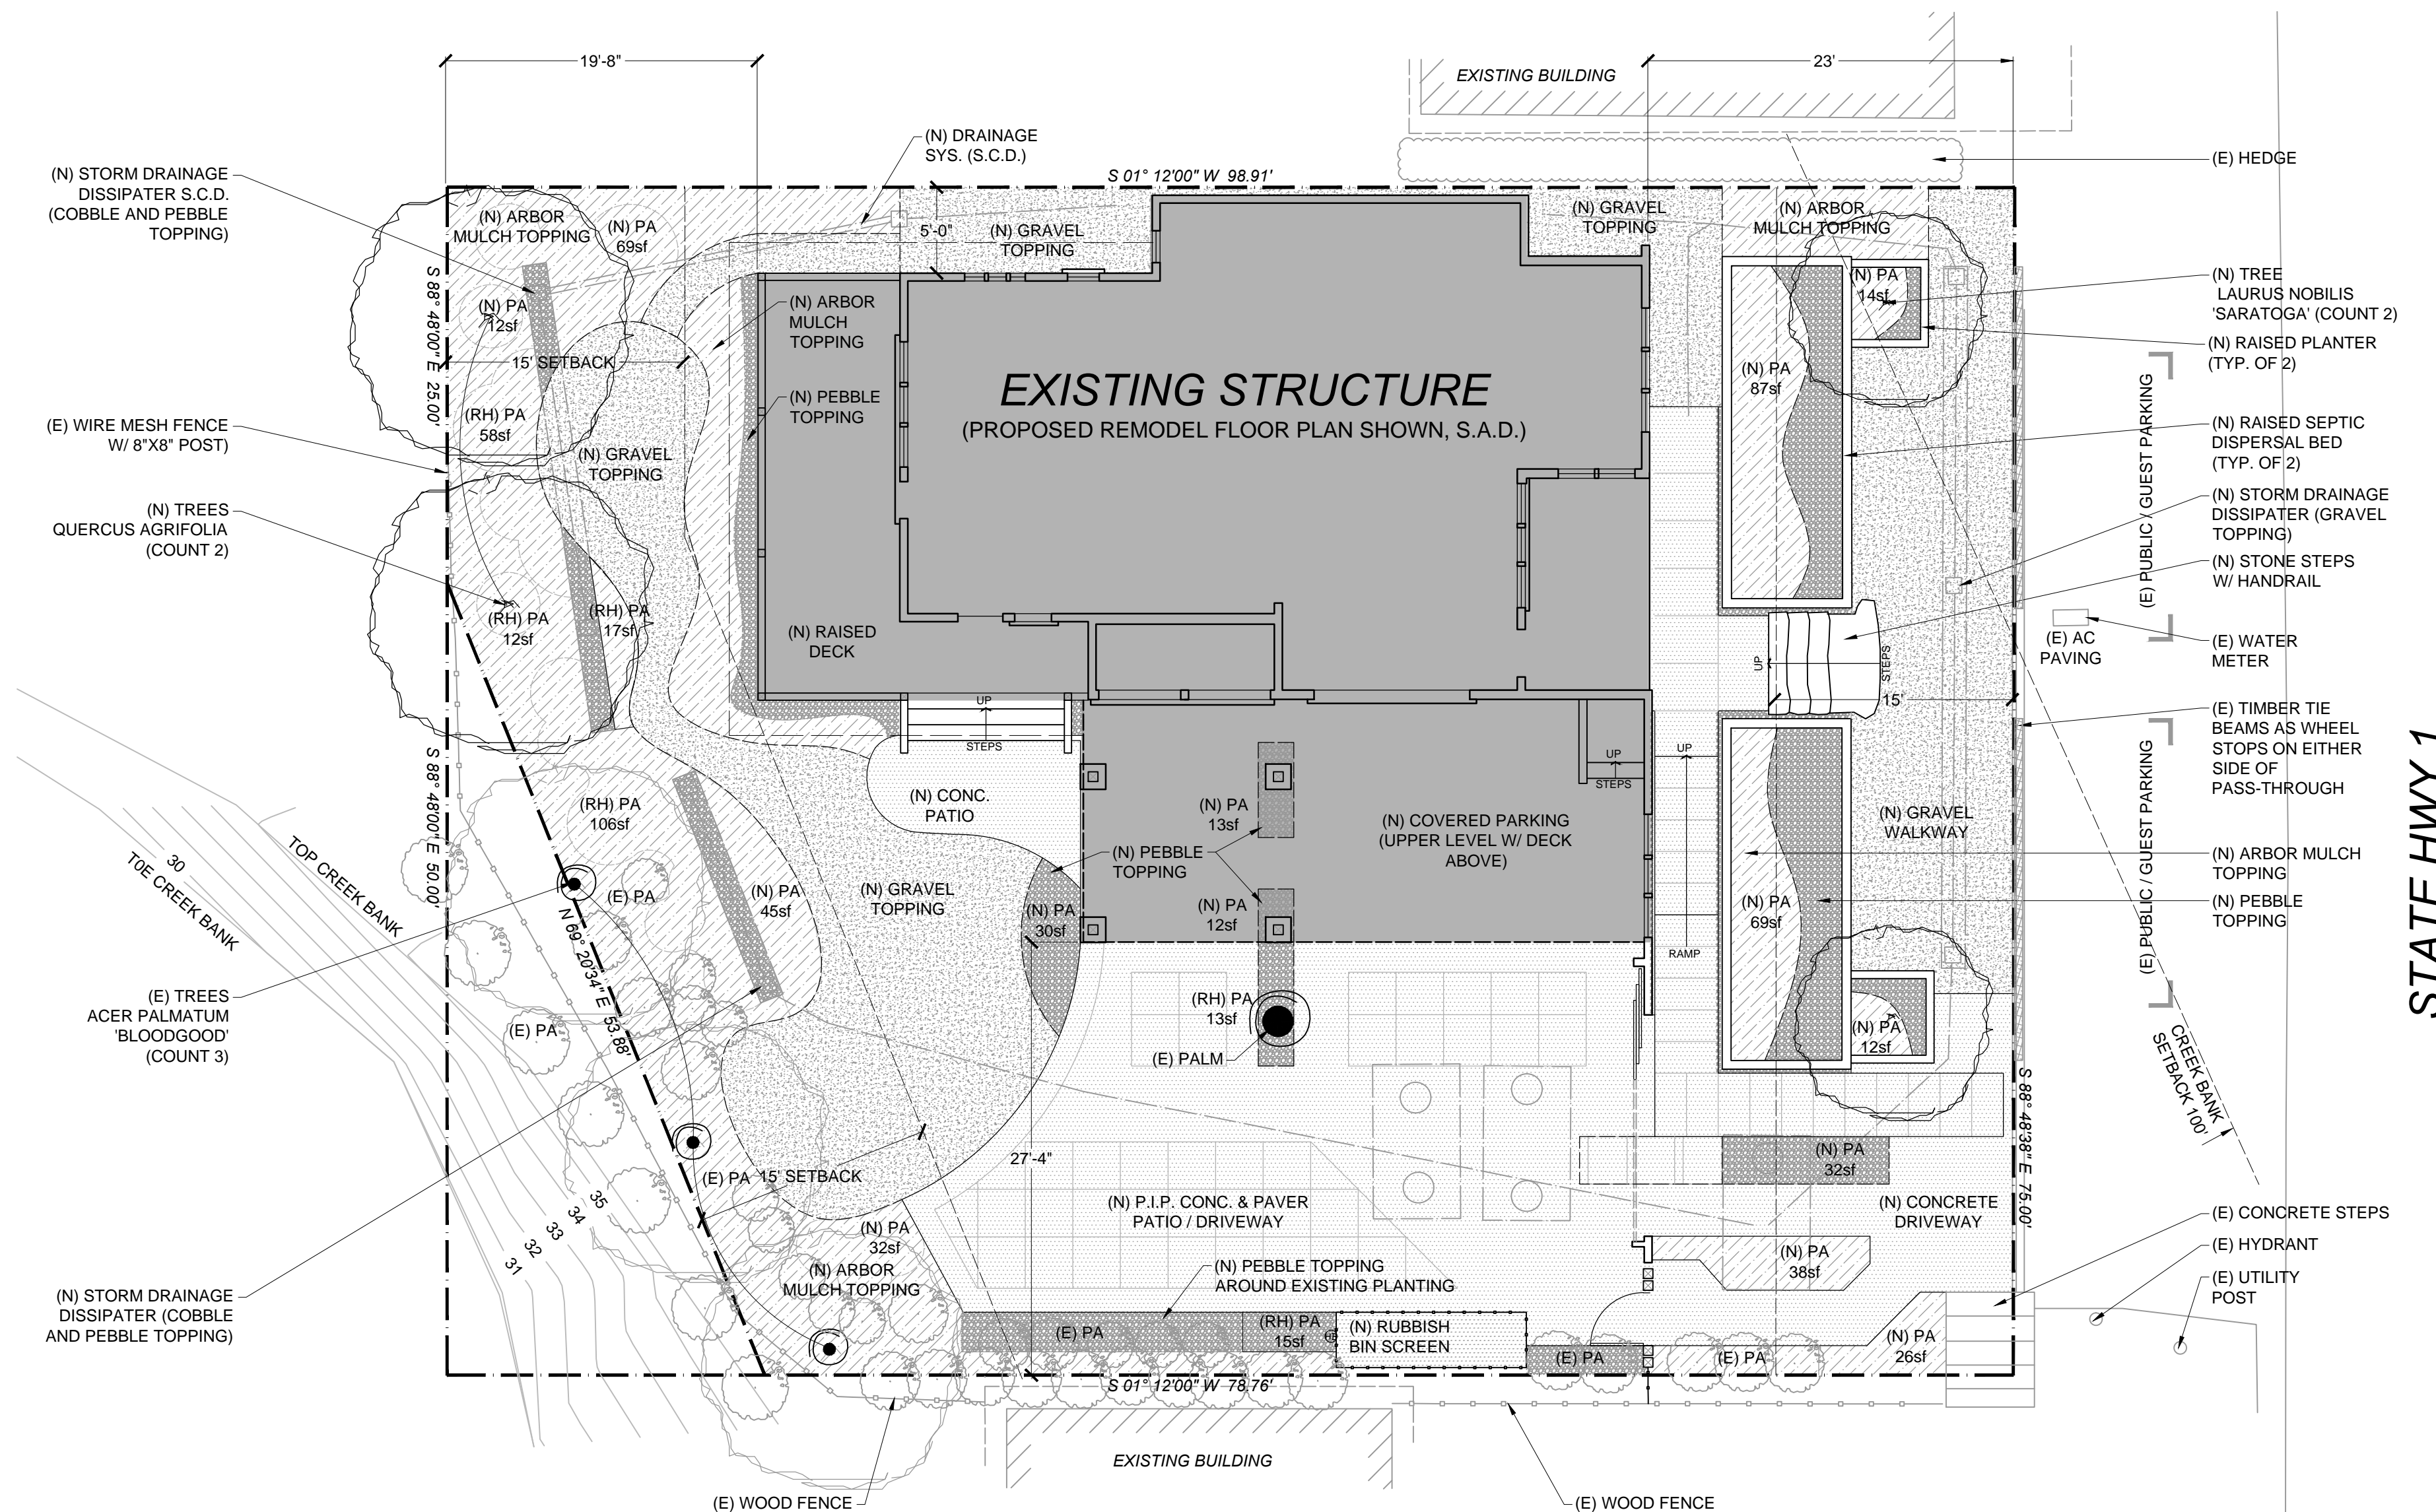 19'-8"
23'
EXISTING BUILDING
(N) DRAINAGE
SYS. (S.C.D.)
S 01° 12'00" W 98.91'
(E) HEDGE
(N) STORM DRAINAGE
DISSIPATER S.C.D.
(COBBLE AND PEBBLE
TOPPING)
(N) ARBOR
MULCH TOPPING
(N) PA
69sf
5'-0"
(N) GRAVEL
TOPPING
(N) GRAVEL
TOPPING
(N) ARBOR
MULCH TOPPING
S 88° 48'00" E 25.00'
(N) PA
12sf
15' SETBACK
(N) ARBOR
MULCH
TOPPING
(N) PA
14sf
(N) TREE
LAURUS NOBILIS
'SARATOGA' (COUNT 2)
(N) RAISED PLANTER
(TYP. OF 2)
EXISTING STRUCTURE
(PROPOSED REMODEL FLOOR PLAN SHOWN, S.A.D.)
(N) PA
87sf
(N) PEBBLE
TOPPING
(RH) PA
58sf
(E) WIRE MESH FENCE
W/ 8"X8" POST)
(N) GRAVEL
TOPPING
(E) PUBLIC / GUEST PARKING
(N) RAISED SEPTIC
DISPERSAL BED
(TYP. OF 2)
(N) TREES
QUERCUS AGRIFOLIA
(COUNT 2)
(N) STORM DRAINAGE
DISSIPATER (GRAVEL
TOPPING)
(N) STONE STEPS
W/ HANDRAIL
(RH) PA
12sf
(RH) PA
17sf
(N) RAISED
DECK
UP
STEPS
15'
(E) AC
PAVING
(E) WATER
METER
UP
STEPS
UP
STEPS
UP
RAMP
(E) TIMBER TIE
BEAMS AS WHEEL
STOPS ON EITHER
SIDE OF
PASS-THROUGH
STATE HWY 1
S 88° 48'00" E 50.00'
(RH) PA
106sf
(N) CONC.
PATIO
(N) PA
13sf
(N) COVERED PARKING
(UPPER LEVEL W/ DECK
ABOVE)
(N) GRAVEL
WALKWAY
(E) PUBLIC / GUEST PARKING
(N) ARBOR MULCH
TOPPING
(N) PEBBLE
TOPPING
30
TOP CREEK BANK
T0E CREEK BANK
(N) PEBBLE
TOPPING
(E) PA
(N) PA
45sf
(N) GRAVEL
TOPPING
(N) PA
30sf
(N) PA
12sf
(N) PA
69sf
N 69° 20'34" E 53.88'
(E) TREES
ACER PALMATUM
'BLOODGOOD'
(COUNT 3)
(E) PA
(RH) PA
13sf
(E) PALM
(N) PA
12sf
CREEK BANK
SETBACK 100'
S 88° 48'38" E 75.00'
27'-4"
(E) PA
15' SETBACK
(N) PA
32sf
35
34
33
32
31
(N) PA
32sf
(N) P.I.P. CONC. & PAVER
PATIO / DRIVEWAY
(N) CONCRETE
DRIVEWAY
(E) CONCRETE STEPS
(E) HYDRANT
(E) UTILITY
POST
(N) ARBOR
MULCH TOPPING
(N) PEBBLE TOPPING
AROUND EXISTING PLANTING
(N) PA
38sf
(N) STORM DRAINAGE
DISSIPATER (COBBLE
AND PEBBLE TOPPING)
(E) PA
(RH) PA
15sf
(N) RUBBISH
BIN SCREEN
(E) PA
(E) PA
(N) PA
26sf
S 01° 12'00" W 78.76'
EXISTING BUILDING
(E) WOOD FENCE
(E) WOOD FENCE